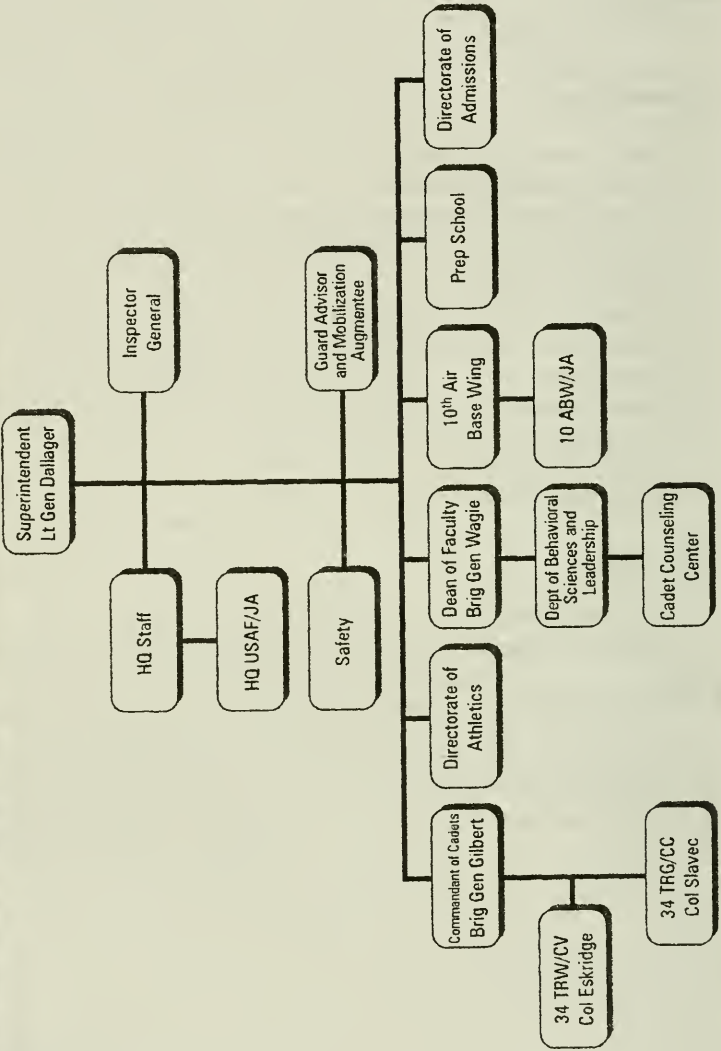 Superintendent
Lt Gen Dallager
HQ Staff
Inspector
General
HQ USAF/JA
Safety
Guard Advisor
and Mobilization
Augmentee
Commandant of Cadets
Brig Gen Gilbert
Directorate of
Athletics
Dean of Faculty
Brig Gen Wagie
10th Air
Base Wing
Prep School
Directorate of
Admissions
34 TRW/CV
Col Eskridge
34 TRG/CC
Col Slavec
Dept of Behavioral
Sciences and
Leadership
Cadet Counseling
Center
10 ABW/JA